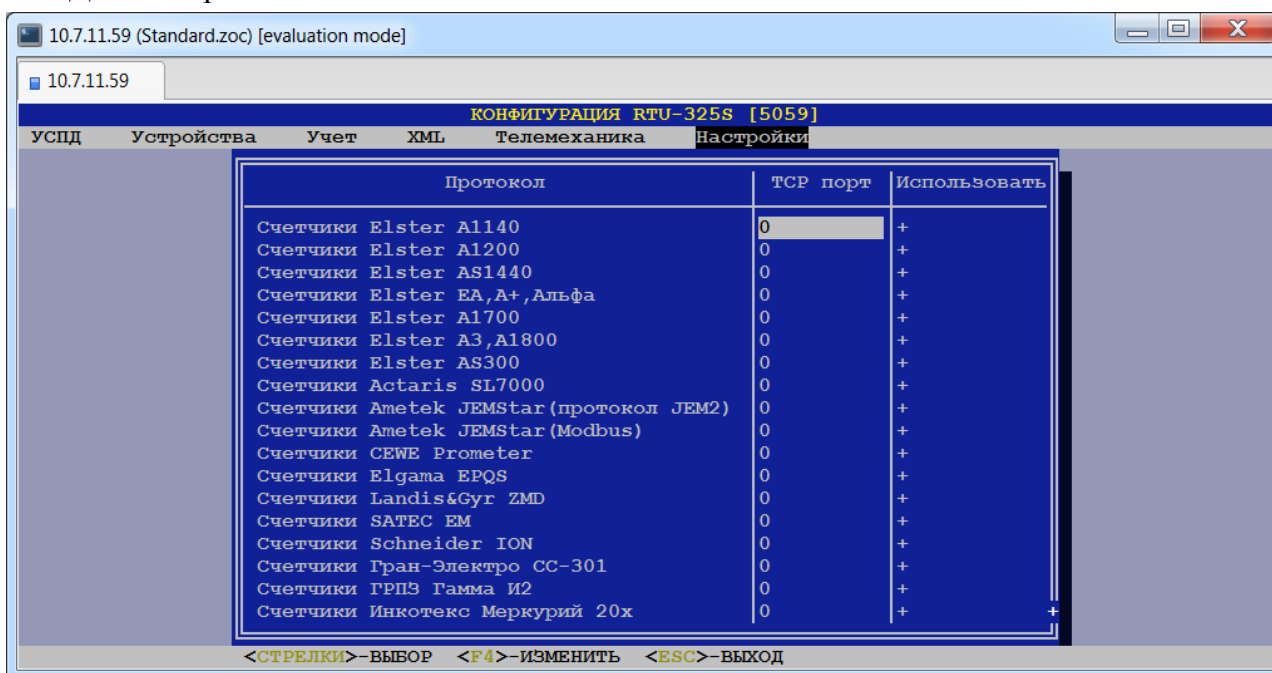 10.7.11.59 (Standard.zoc) [evaluation mode]
10.7.11.59
КОНФИГУРАЦИЯ RTU-325S [5059]
УСПД Устройства Учет XML Телемеханика Настройки
Протокол TCP порт Использовать
Счетчики Elster A1140 0 +
Счетчики Elster A1200 0 +
Счетчики Elster AS1440 0 +
Счетчики Elster EA,A+,Альфа 0 +
Счетчики Elster A1700 0 +
Счетчики Elster A3,A1800 0 +
Счетчики Elster AS300 0 +
Счетчики Actaris SL7000 0 +
Счетчики Ametek JEMStar(протокол JEM2) 0 +
Счетчики Ametek JEMStar(Modbus) 0 +
Счетчики CEWE Prometer 0 +
Счетчики Elgama EPQS 0 +
Счетчики Landis&Gyr ZMD 0 +
Счетчики SATEC EM 0 +
Счетчики Schneider ION 0 +
Счетчики Гран-Электро СС-301 0 +
Счетчики ГРПЗ Гамма И2 0 +
Счетчики Инкотекс Меркурий 20x 0 + +
<СТРЕЛКИ>-ВЫБОР <F4>-ИЗМЕНИТЬ <ESC>-ВЫХОД